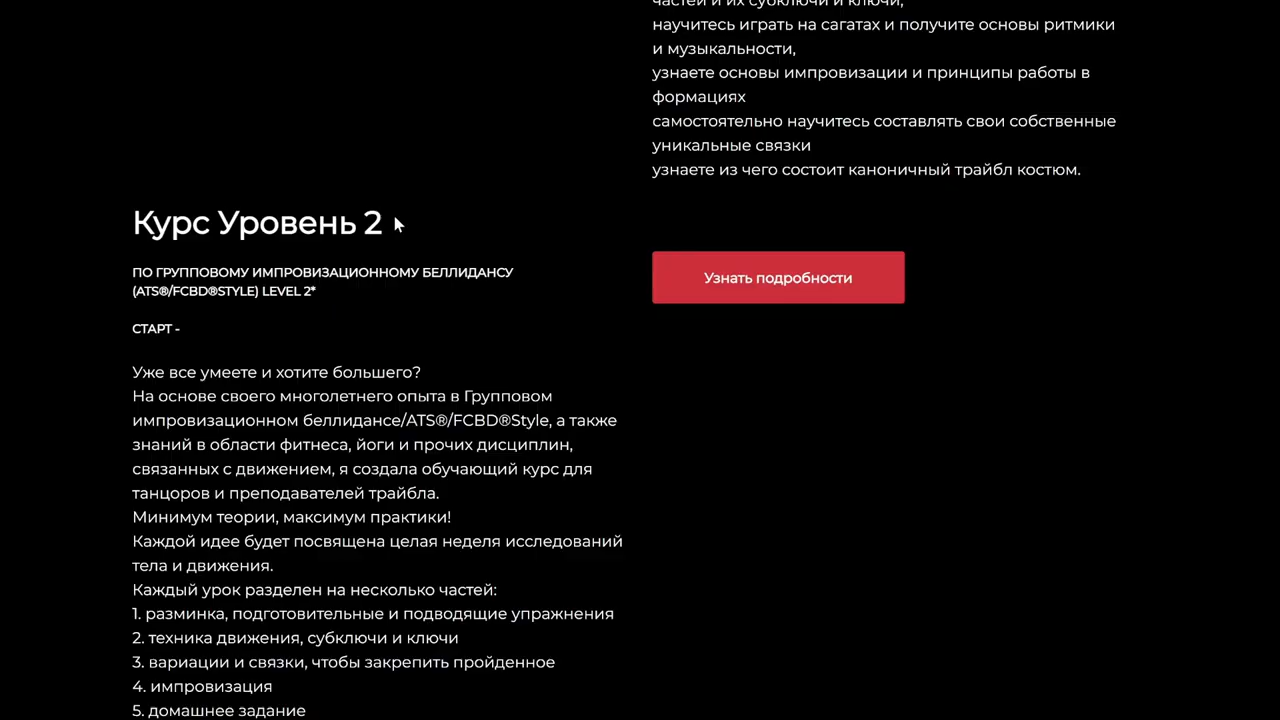 частей и их субключи и ключи,
научитесь играть на сагатах и получите основы ритмики
и музыкальности,
узнаете основы импровизации и принципы работы в
формациях
самостоятельно научитесь составлять свои собственные
уникальные связки
узнаете из чего состоит каноничный трайбл костюм.
Узнать подробности
Курс Уровень 2
ПО ГРУППОВОМУ ИМПРОВИЗАЦИОННОМУ БЕЛЛИДАНСУ
(ATS®/FCBD®STYLE) LEVEL 2*
СТАРТ -
Уже все умеете и хотите большего?
На основе своего многолетнего опыта в Групповом
импровизационном беллидансе/ATS®/FCBD®Style, а также
знаний в области фитнеса, йоги и прочих дисциплин,
связанных с движением, я создала обучающий курс для
танцоров и преподавателей трайбла.
Минимум теории, максимум практики!
Каждой идее будет посвящена целая неделя исследований
тела и движения.
Каждый урок разделен на несколько частей:
1. разминка, подготовительные и подводящие упражнения
2. техника движения, субключи и ключи
3. вариации и связки, чтобы закрепить пройденное
4. импровизация
5. домашнее задание